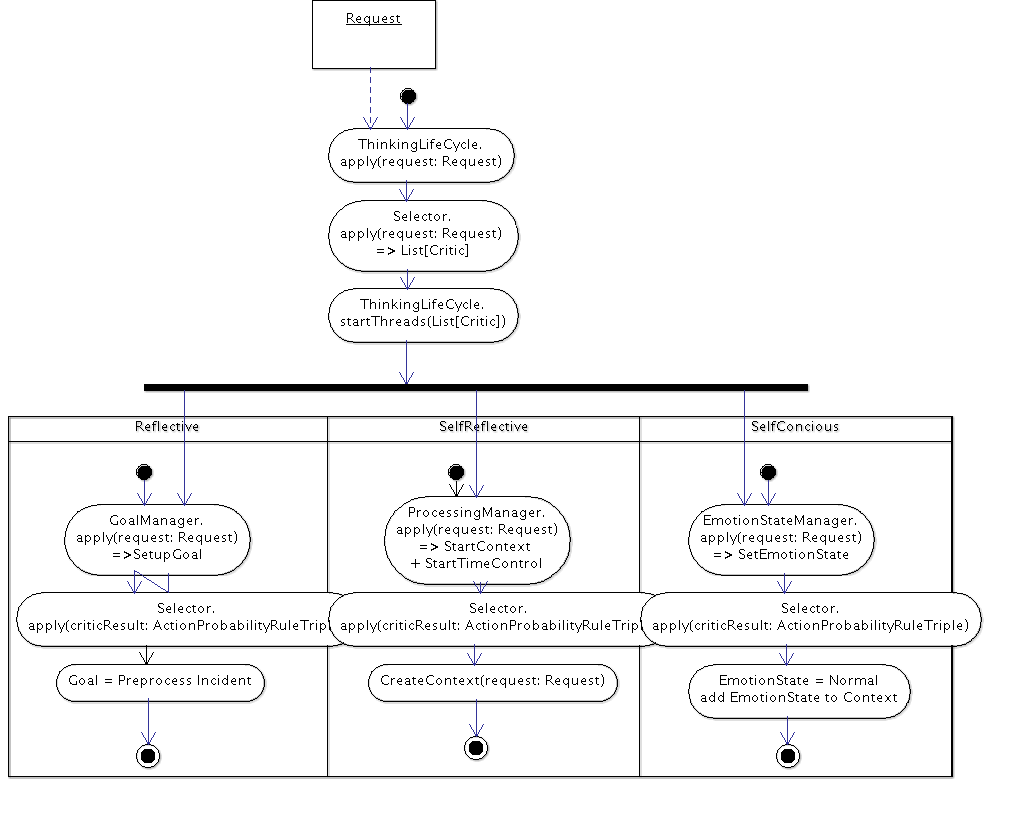 Request
ThinkingLifeCycle.
apply(request: Request)
Selector.
apply(request: Request)
=> List[Critic]
ThinkingLifeCycle.
startThreads(List[Critic])
Reflective
SelfReflective
SelfConcious
GoalManager.
apply(request: Request)
=>SetupGoal
ProcessingManager.
apply(request: Request)
=> StartContext
+ StartTimeControl
EmotionStateManager.
apply(request: Request)
=> SetEmotionState
Selector.
apply(criticResult: ActionProbabilityRuleTripl
Selector.
apply(criticResult: ActionProbabilityRuleTripl
Selector.
apply(criticResult: ActionProbabilityRuleTriple)
Goal = Preprocess Incident
CreateContext(request: Request)
EmotionState = Normal
add EmotionState to Context